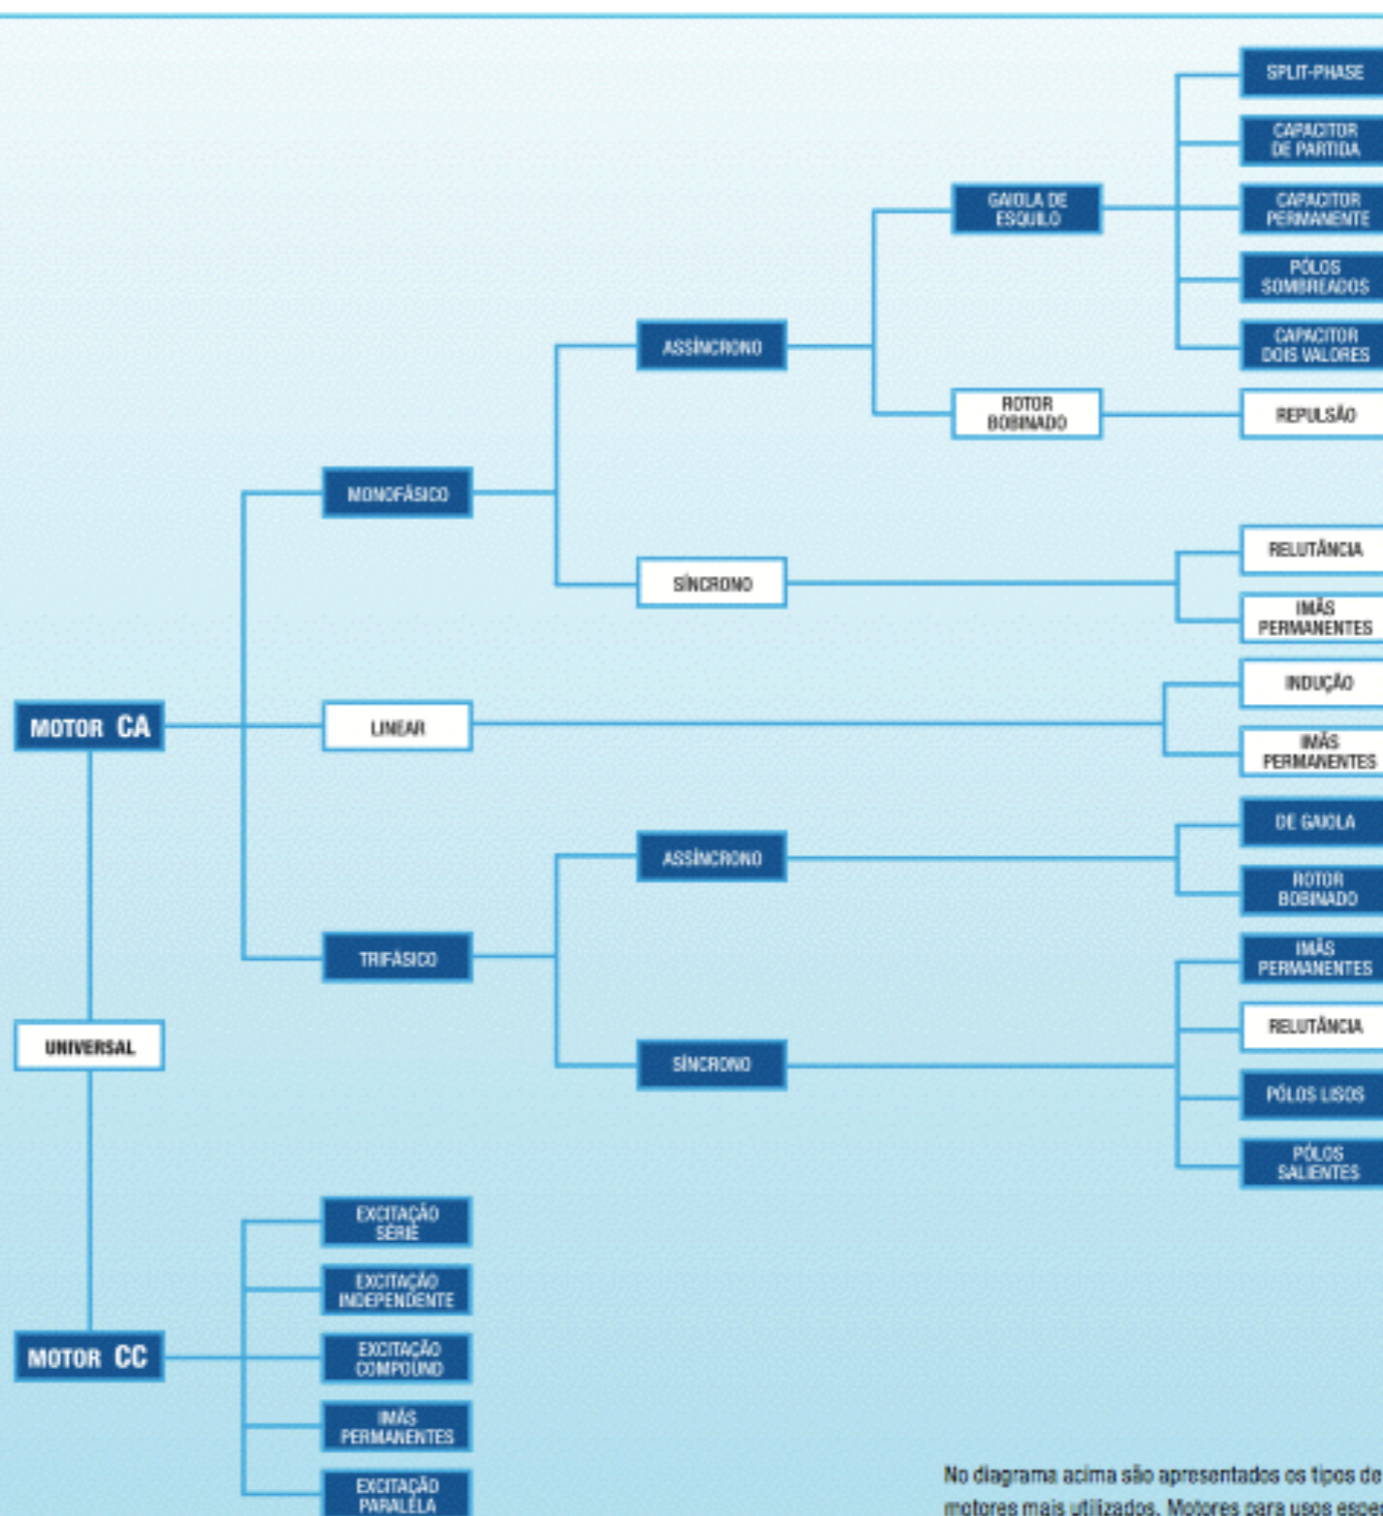 SPLIT-PHASE
CAPACITOR
DE PARTIDA
GAIOLA DE
ESQUILO
CAPACITOR
PERMANENTE
PÓLOS
SOMBREADOS
ASSÍNCRONO
CAPACITOR
DOIS VALORES
ROTOR
BOBINADO
REPULSÃO
MONOFÁSICO
SÍNCRONO
RELUTÂNCIA
IMÃS
PERMANENTES
MOTOR CA
LINEAR
INDUÇÃO
IMÃS
PERMANENTES
ASSÍNCRONO
DE GAIOLA
ROTOR
BOBINADO
TRIFÁSICO
IMÃS
PERMANENTES
UNIVERSAL
SÍNCRONO
RELUTÂNCIA
PÓLOS LISOS
PÓLOS
SALIENTES
EXCITAÇÃO
SÉRIE
EXCITAÇÃO
INDEPENDENTE
MOTOR CC
EXCITAÇÃO
COMPOUND
IMÃS
PERMANENTES
EXCITAÇÃO
PARALELA
No diagrama acima são apresentados os tipos de
motores mais utilizados. Motores para usos